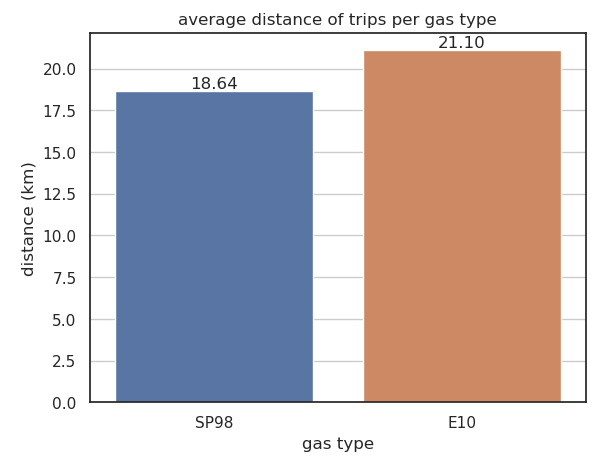 average distance of trips per gas type
21.10
18.64
20.0
17.5
15.0
12.5
10.0
7.5
5.0
2.5
0.0
distance (km)
SP98
E10
gas type